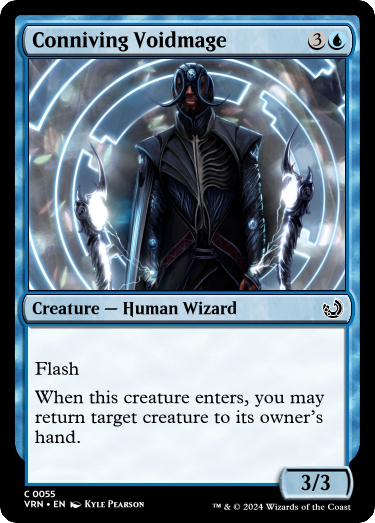 Conniving Voidmage 3
Creature — Human Wizard
Flash
When this creature enters, you may
return target creature to its owner's
hand.
3/3
C 0055
VRN • EN Kyle Pearson
™ & © 2024 Wizards of the Coast